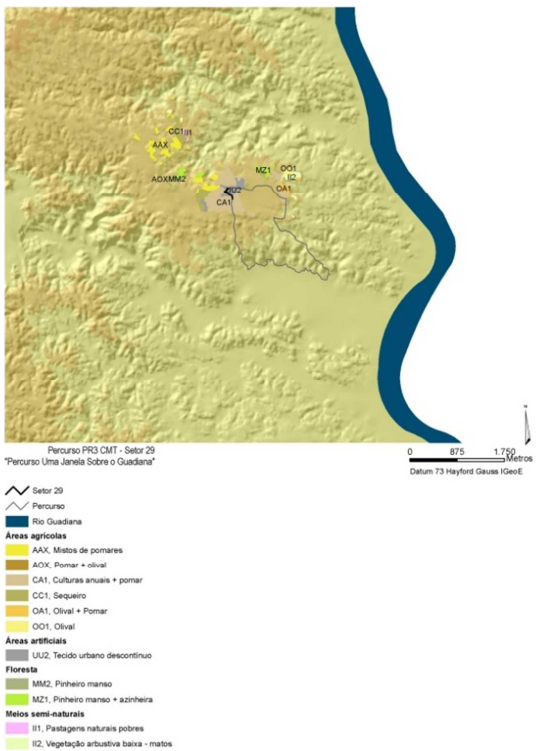 CC1 II1
AAX
AOX MM2
MZ1
OO1
II2
OA1
UU2
CA1
Percurso PR3 CMT - Setor 29
"Percurso Uma Janela Sobre o Guadiana"
0 875 1.750
Metros
Datum 73 Hayford Gauss IGeoE
Setor 29
Percurso
Rio Guadiana
Áreas agrícolas
AAX, Mistos de pomares
AOX, Pomar + olival
CA1, Culturas anuais + pomar
CC1, Sequeiro
OA1, Olival + Pomar
OO1, Olival
Áreas artificiais
UU2, Tecido urbano descontínuo
Floresta
MM2, Pinheiro manso
MZ1, Pinheiro manso + azinheira
Meios semi-naturais
II1, Pastagens naturais pobres
II2, Vegetação arbustiva baixa - matos